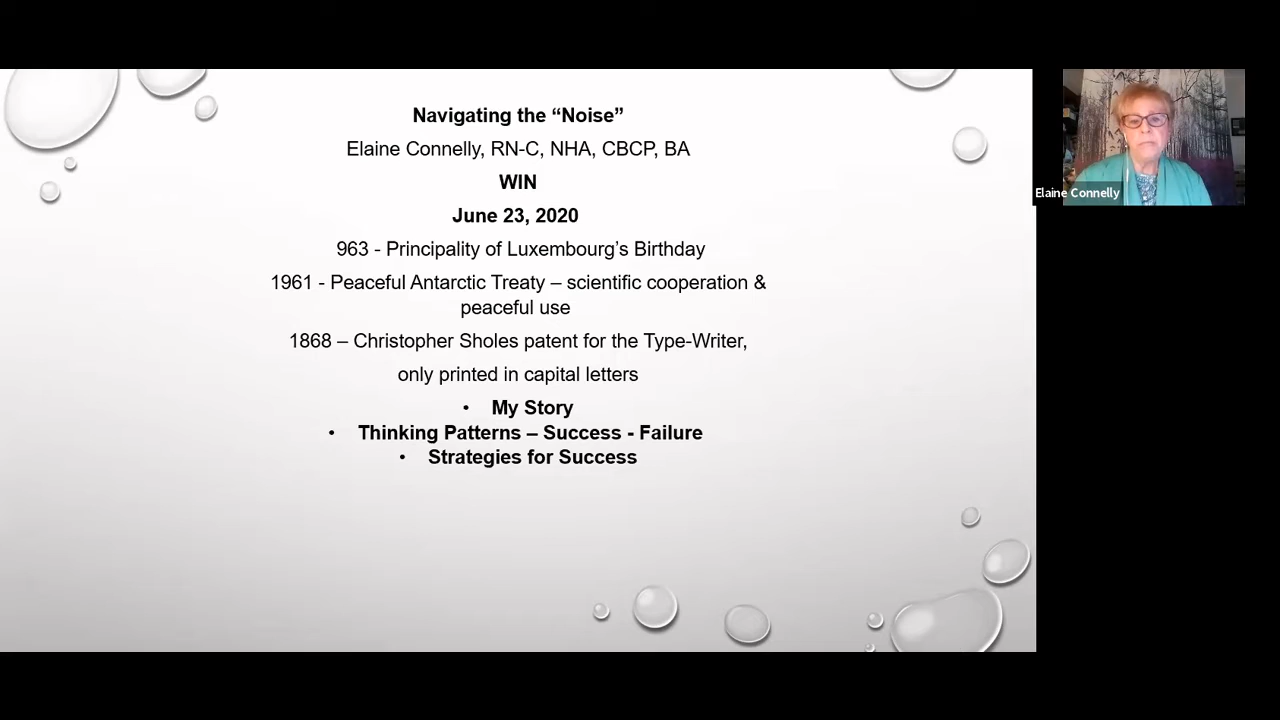 Navigating the “Noise”
Elaine Connelly, RN-C, NHA, CBCP, BA
WIN
June 23, 2020
963 - Principality of Luxembourg’s Birthday
1961 - Peaceful Antarctic Treaty – scientific cooperation &
peaceful use
1868 – Christopher Sholes patent for the Type-Writer,
only printed in capital letters
• My Story
• Thinking Patterns – Success - Failure
• Strategies for Success
Elaine Connelly